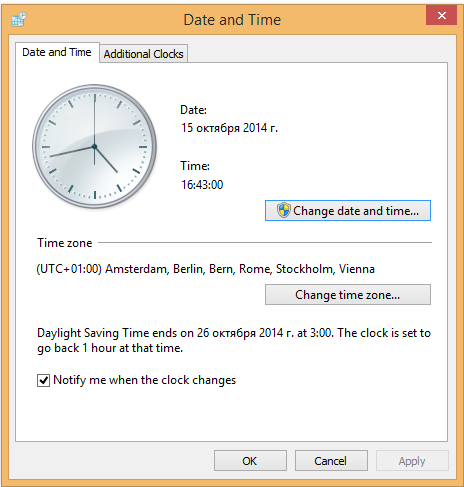 Date and Time
Date and Time
Additional Clocks
Date:
15 октября 2014 г.
Time:
16:43:00
Change date and time...
Time zone
(UTC+01:00) Amsterdam, Berlin, Bern, Rome, Stockholm, Vienna
Change time zone...
Daylight Saving Time ends on 26 октября 2014 г. at 3:00. The clock is set to
go back 1 hour at that time.
Notify me when the clock changes
OK
Cancel
Apply